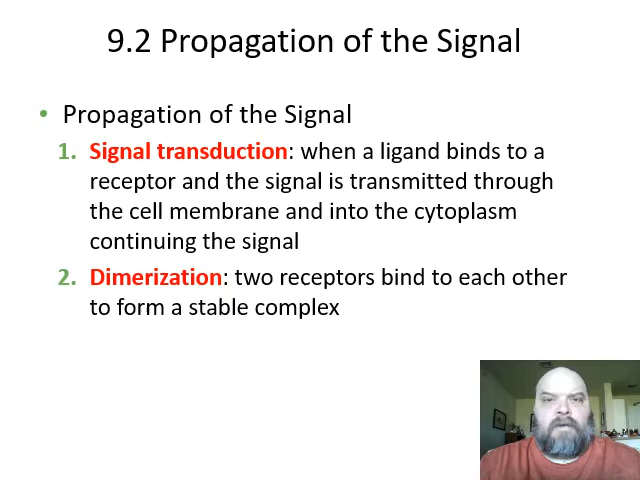 9.2 Propagation of the Signal
• Propagation of the Signal
1. Signal transduction: when a ligand binds to a
receptor and the signal is transmitted through
the cell membrane and into the cytoplasm
continuing the signal
2. Dimerization: two receptors bind to each other
to form a stable complex